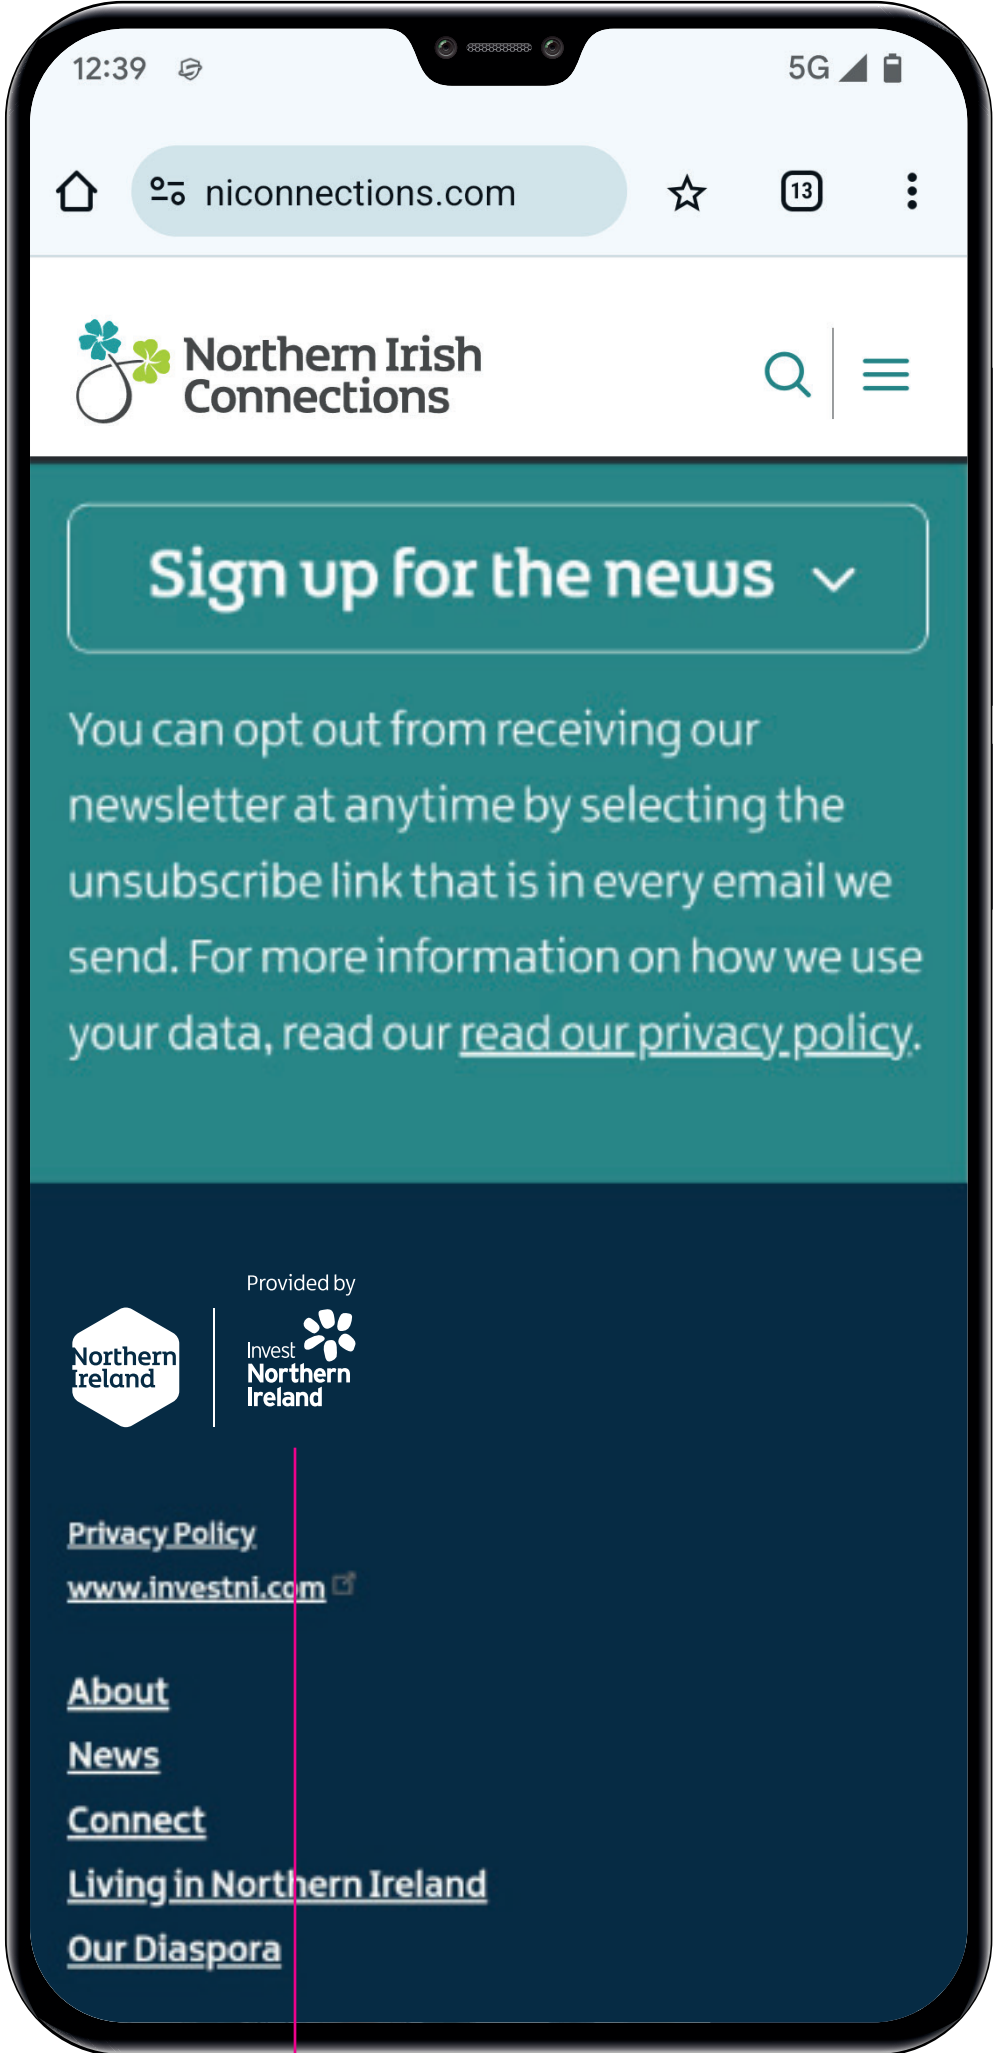 12:39
5G
niconnections.com
13
Northern Irish
Connections
Sign up for the news
You can opt out from receiving our
newsletter at anytime by selecting the
unsubscribe link that is in every email we
send. For more information on how we use
your data, read our read our privacy policy.
Provided by
Northern
Ireland
Invest
Northern
Ireland
Privacy Policy
www.investni.com
About
News
Connect
Living in Northern Ireland
Our Diaspora